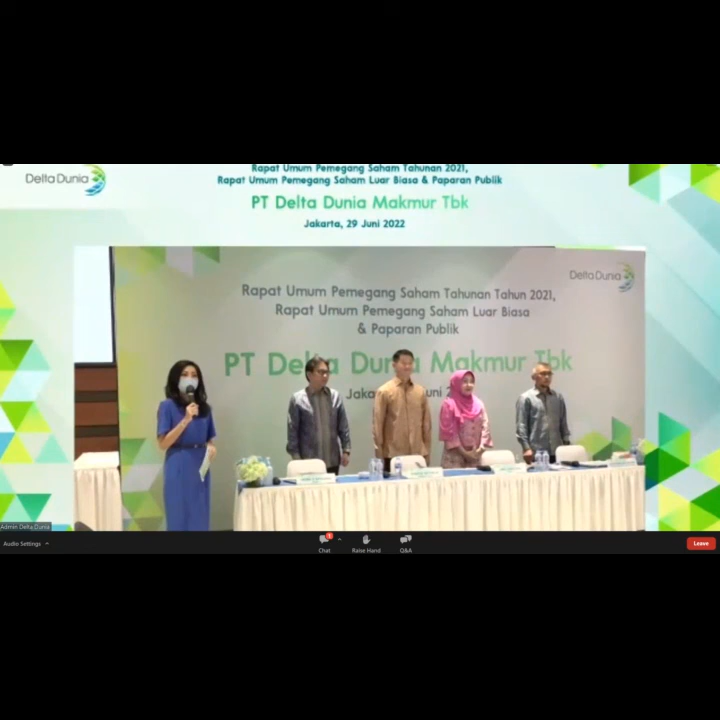 Delta Dunia
Rapat Umum Pemegang Saham Tahunan 2021,
Rapat Umum Pemegang Saham Luar Biasa & Paparan Publik
PT Delta Dunia Makmur Tbk
Jakarta, 29 Juni 2022
Delta Dunia
Rapat Umum Pemegang Saham Tahunan Tahun 2021,
Rapat Umum Pemegang Saham Luar Biasa
& Paparan Publik
PT Delta Dunia Makmur Tbk
Juni
Admin Delta Dunia
Audio Settings
1
Chat
Raise Hand
Q&A
Leave